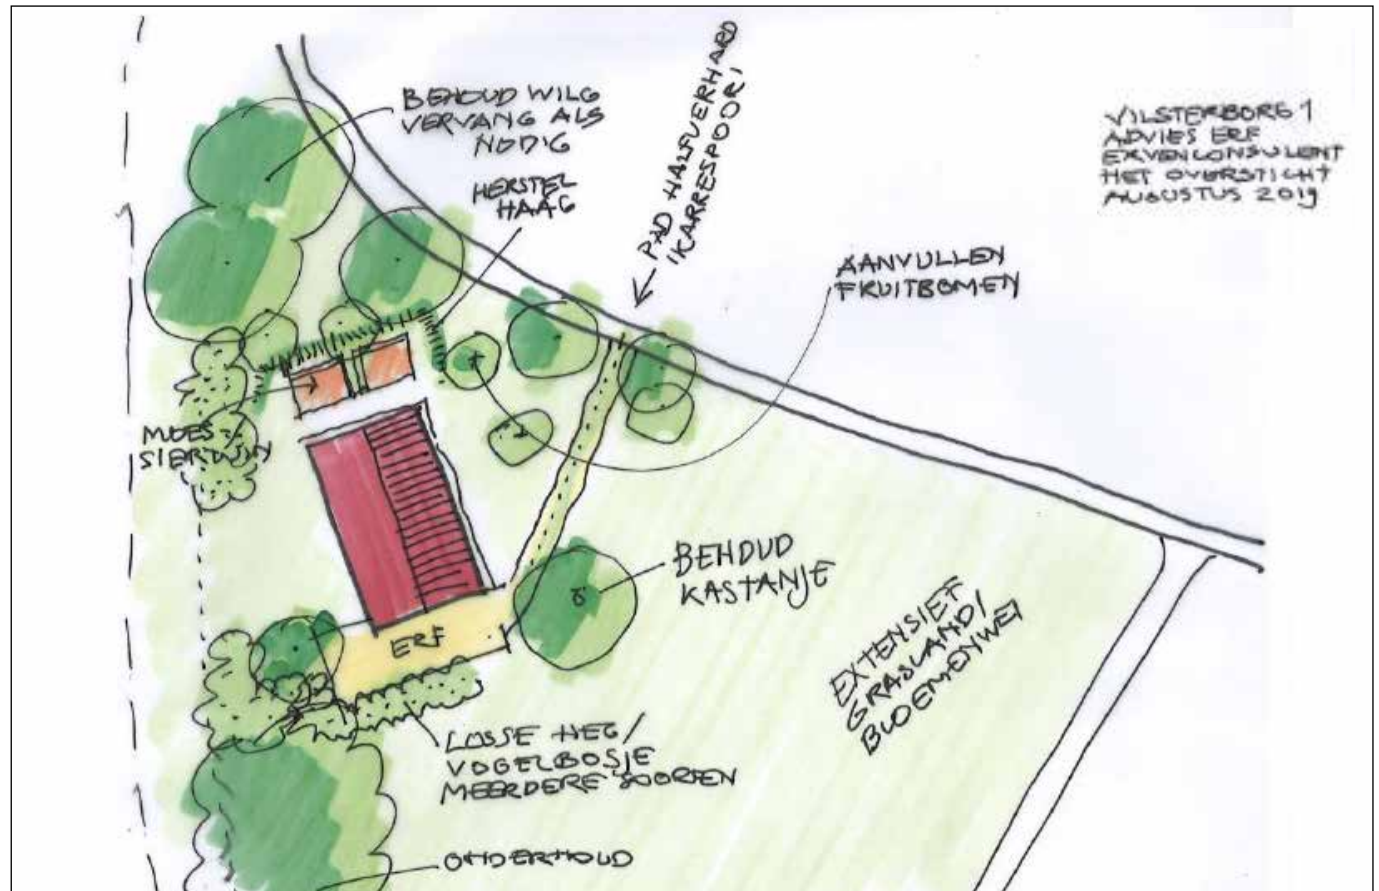 BEHOUD WILG
VERVANG ALS
NODIG
HERSTEL
HAAG
PAD HALFVERHARD
(KARRESPOOR)
VILSTERBORG 1
ADVIES ERF
ERVENCONSULENT
HET OVERSTICHT
AUGUSTUS 2019
AANVULLEN
FRUITBOMEN
MOES-/
SIERTUIN
BEHOUD
KASTANJE
ERF
EXTENSIEF
GRASLAND/
BLOEMENWEI
LOSSE HEG/
VOGELBOSJE
MEERDERE SOORTEN
ONDERHOUD